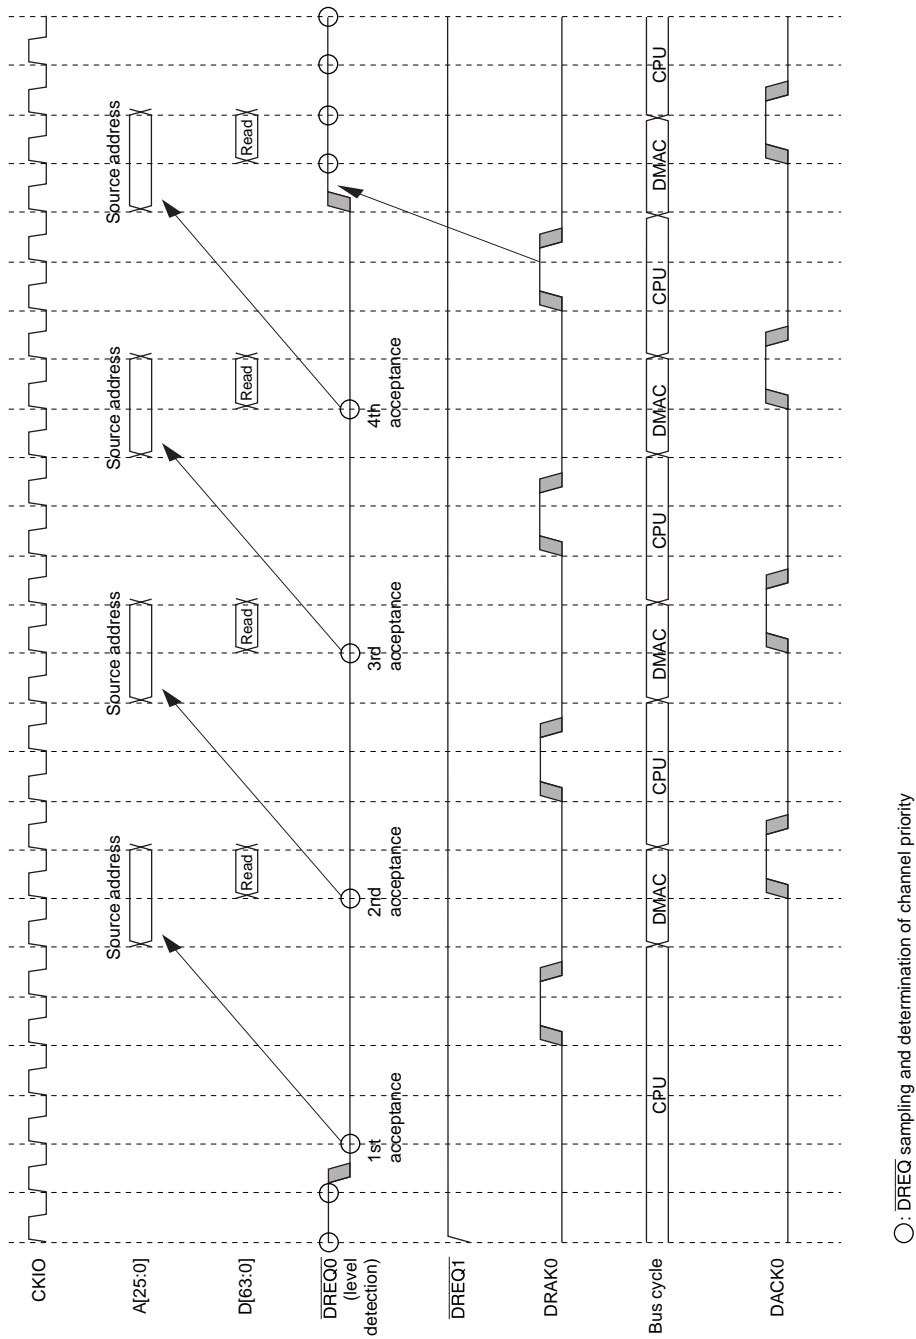 CKIO
A[25:0]
Source address
Source address
Source address
Source address
D[63:0]
Read
Read
Read
Read
DREQ0
(level
detection)
1st
acceptance
2nd
acceptance
3rd
acceptance
4th
acceptance
DREQ1
DRAK0
Bus cycle
CPU
DMAC
CPU
DMAC
CPU
DMAC
CPU
DMAC
CPU
DACK0
: DREQ sampling and determination of channel priority